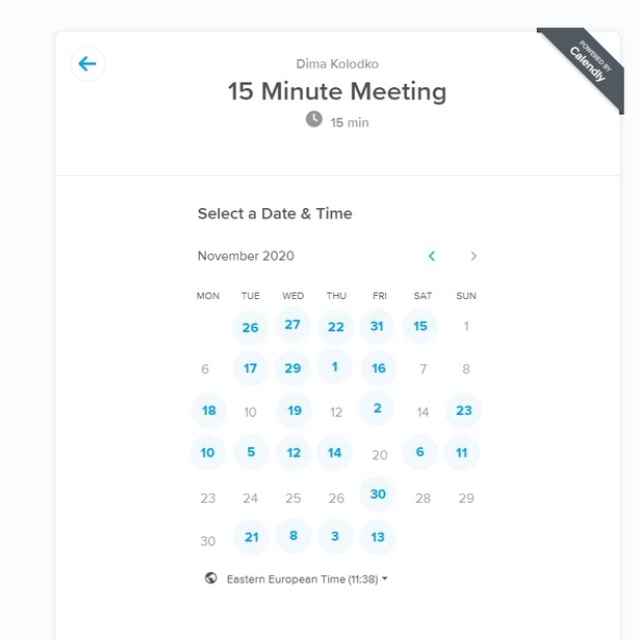 POWERED BY
Calendly
Dima Kolodko
15 Minute Meeting
15 min
Select a Date & Time
November 2020
MON TUE WED THU FRI SAT SUN
26 27 22 31 15 1
6 17 29 1 16 7 8
18 10 19 12 2 14 23
10 5 12 14 20 6 11
23 24 25 26 30 28 29
30 21 8 3 13
Eastern European Time (11:38)